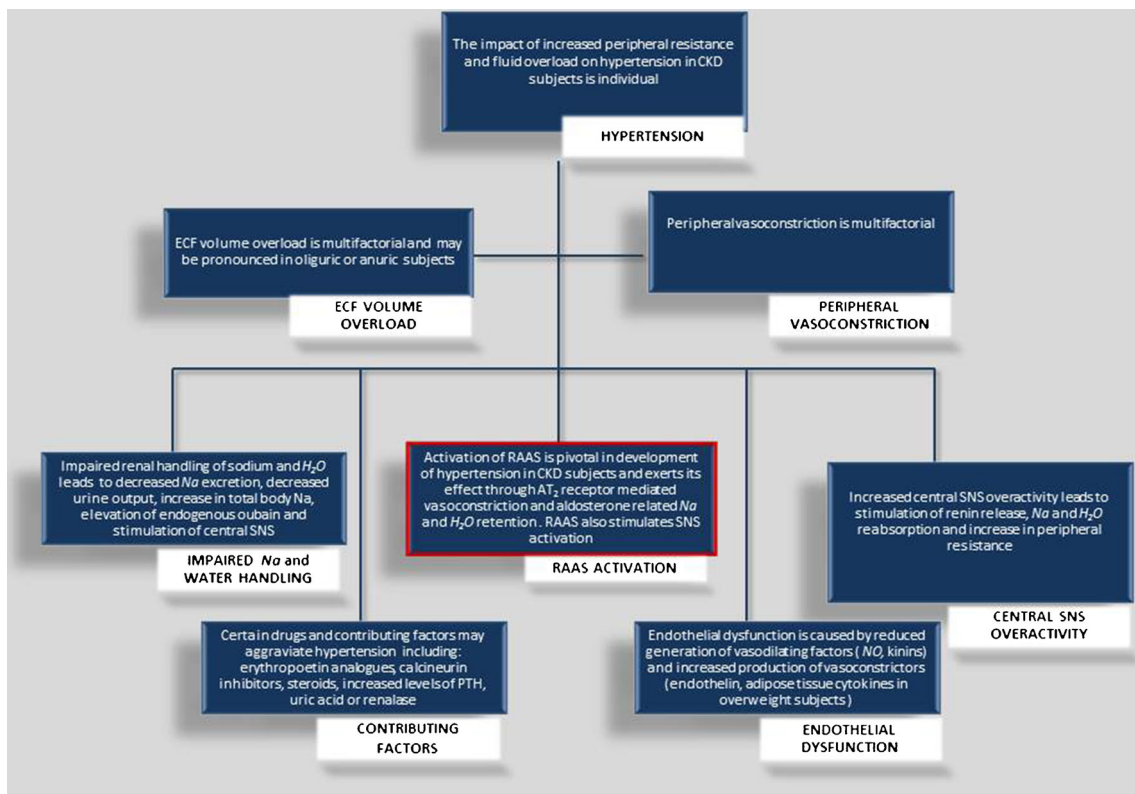 The impact of increased peripheral resistance
and fluid overload on hypertension in CKD
subjects is individual
HYPERTENSION
ECF volume overload is multifactorial and may
be pronounced in oliguric or anuric subjects
ECF VOLUME
OVERLOAD
Peripheral vasoconstriction is multifactorial
PERIPHERAL
VASOCONSTRICTION
Impaired renal handling of sodium and H₂O
leads to decreased Na excretion, decreased
urine output, increase in total body Na,
elevation of endogenous oubain and
stimulation of central SNS
IMPAIRED Na and
WATER HANDLING
Activation of RAAS is pivotal in development
of hypertension in CKD subjects and exerts its
effect through AT₂ receptor mediated
vasoconstriction and aldosterone related Na
and H₂O retention. RAAS also stimulates SNS
activation
RAAS ACTIVATION
Increased central SNS overactivity leads to
stimulation of renin release, Na and H₂O
reabsorption and increase in peripheral
resistance
CENTRAL SNS
OVERACTIVITY
Certain drugs and contributing factors may
aggraviate hypertension including:
erythropoetin analogues, calcineurin
inhibitors, steroids, increased levels of PTH,
uric acid or renalase
CONTRIBUTING
FACTORS
Endothelial dysfunction is caused by reduced
generation of vasodilating factors ( NO, kinins)
and increased production of vasoconstrictors
(endothelin, adipose tissue cytokines in
overweight subjects )
ENDOTHELIAL
DYSFUNCTION